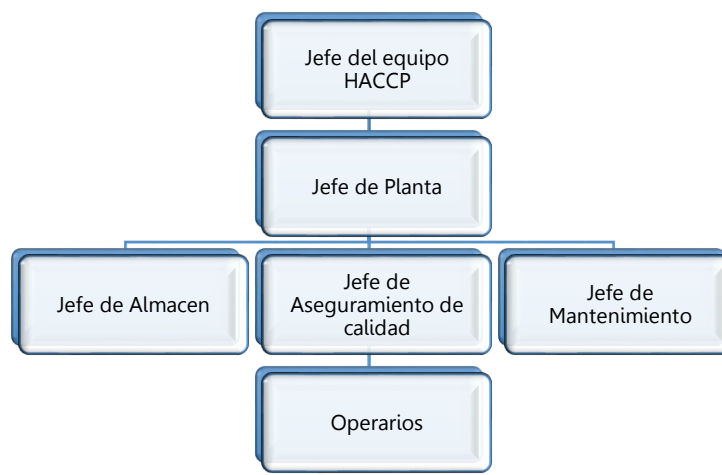 Jefe del equipo
HACCP
Jefe de Planta
Jefe de Almacen
Jefe de
Aseguramiento de
calidad
Jefe de
Mantenimiento
Operarios